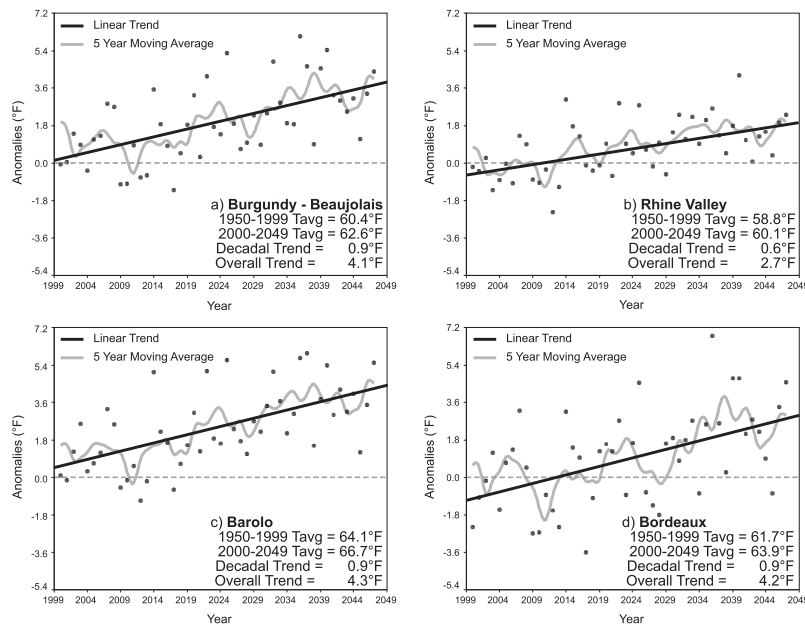 7.2
5.4
3.6
1.8
0.0
-1.8
-3.6
-5.4
Anomalies (°F)
Linear Trend
5 Year Moving Average
a) Burgundy - Beaujolais
1950-1999 Tavg = 60.4°F
2000-2049 Tavg = 62.6°F
Decadal Trend = 0.9°F
Overall Trend = 4.1°F
1999 2004 2009 2014 2019 2024 2029 2034 2039 2044 2049
Year
7.2
5.4
3.6
1.8
0.0
-1.8
-3.6
-5.4
Anomalies (°F)
Linear Trend
5 Year Moving Average
b) Rhine Valley
1950-1999 Tavg = 58.8°F
2000-2049 Tavg = 60.1°F
Decadal Trend = 0.6°F
Overall Trend = 2.7°F
1999 2004 2009 2014 2019 2024 2029 2034 2039 2044 2049
Year
7.2
5.4
3.6
1.8
0.0
-1.8
-3.6
-5.4
Anomalies (°F)
Linear Trend
5 Year Moving Average
c) Barolo
1950-1999 Tavg = 64.1°F
2000-2049 Tavg = 66.7°F
Decadal Trend = 0.9°F
Overall Trend = 4.3°F
1999 2004 2009 2014 2019 2024 2029 2034 2039 2044 2049
Year
7.2
5.4
3.6
1.8
0.0
-1.8
-3.6
-5.4
Anomalies (°F)
Linear Trend
5 Year Moving Average
d) Bordeaux
1950-1999 Tavg = 61.7°F
2000-2049 Tavg = 63.9°F
Decadal Trend = 0.9°F
Overall Trend = 4.2°F
1999 2004 2009 2014 2019 2024 2029 2034 2039 2044 2049
Year